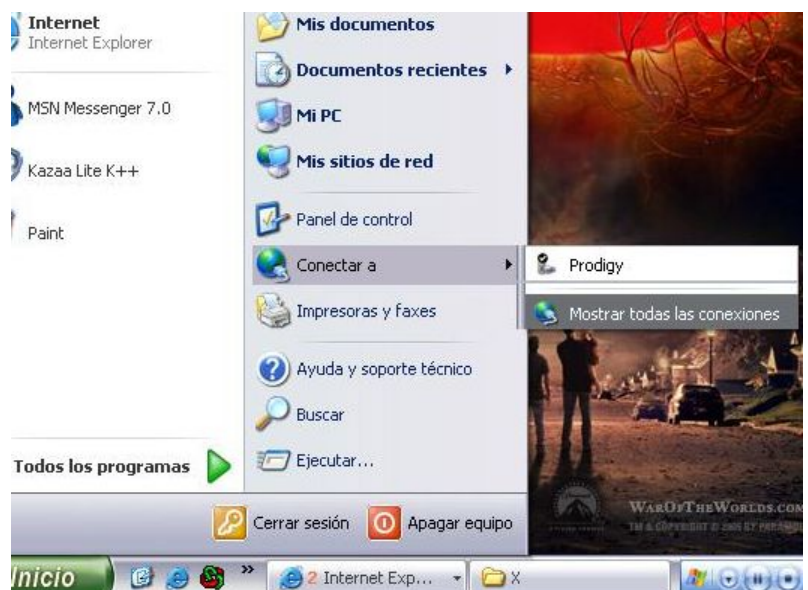 Internet
Internet Explorer
MSN Messenger 7.0
Kazaa Lite K++
Paint
Todos los programas
Mis documentos
Documentos recientes
Mi PC
Mis sitios de red
Panel de control
Conectar a
Impresoras y faxes
Ayuda y soporte técnico
Buscar
Ejecutar...
Prodigy
Mostrar todas las conexiones
WAROFTHEWORLDS.COM
Cerrar sesión
Apagar equipo
Inicio
»
2 Internet Exp...
X